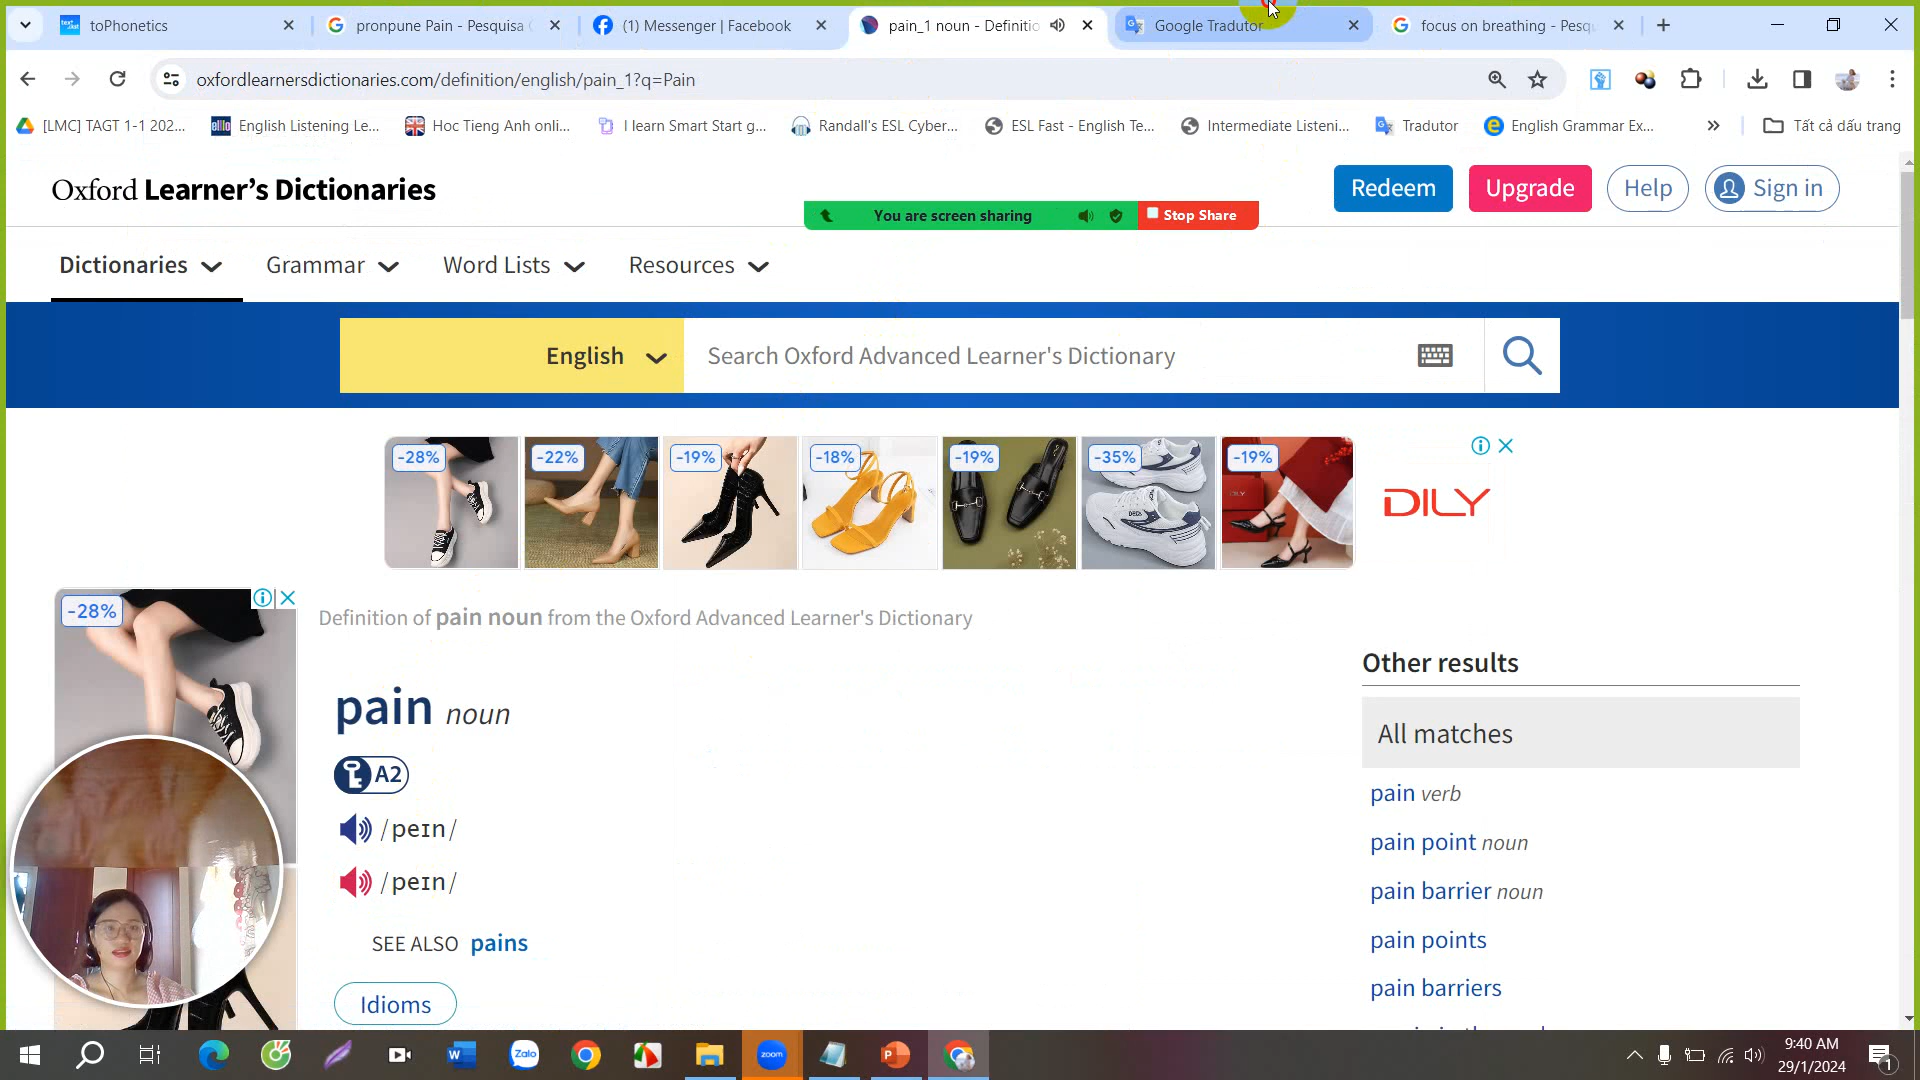 toPhonetics
pronpune Pain - Pesquisa
(1) Messenger | Facebook
pain_1 noun - Definitio
Google Tradutor
focus on breathing - Pesqu
oxfordlearnersdictionaries.com/definition/english/pain_1?q=Pain
[LMC] TAGT 1-1 202...
English Listening Le...
Hoc Tieng Anh onli...
I learn Smart Start g...
Randall's ESL Cyber...
ESL Fast - English Te...
Intermediate Listeni...
Tradutor
English Grammar Ex...
Tất cả dấu trang
Oxford Learner's Dictionaries
Redeem
Upgrade
Help
Sign in
You are screen sharing
Stop Share
Dictionaries
Grammar
Word Lists
Resources
English
Search Oxford Advanced Learner's Dictionary
-28%
-22%
-19%
-18%
-19%
-35%
-19%
DILY
-28%
Definition of pain noun from the Oxford Advanced Learner's Dictionary
pain noun
A2
/peɪn/
/peɪn/
SEE ALSO pains
Idioms
Other results
All matches
pain verb
pain point noun
pain barrier noun
pain points
pain barriers
Zalo
zoom
9:40 AM
29/1/2024
1